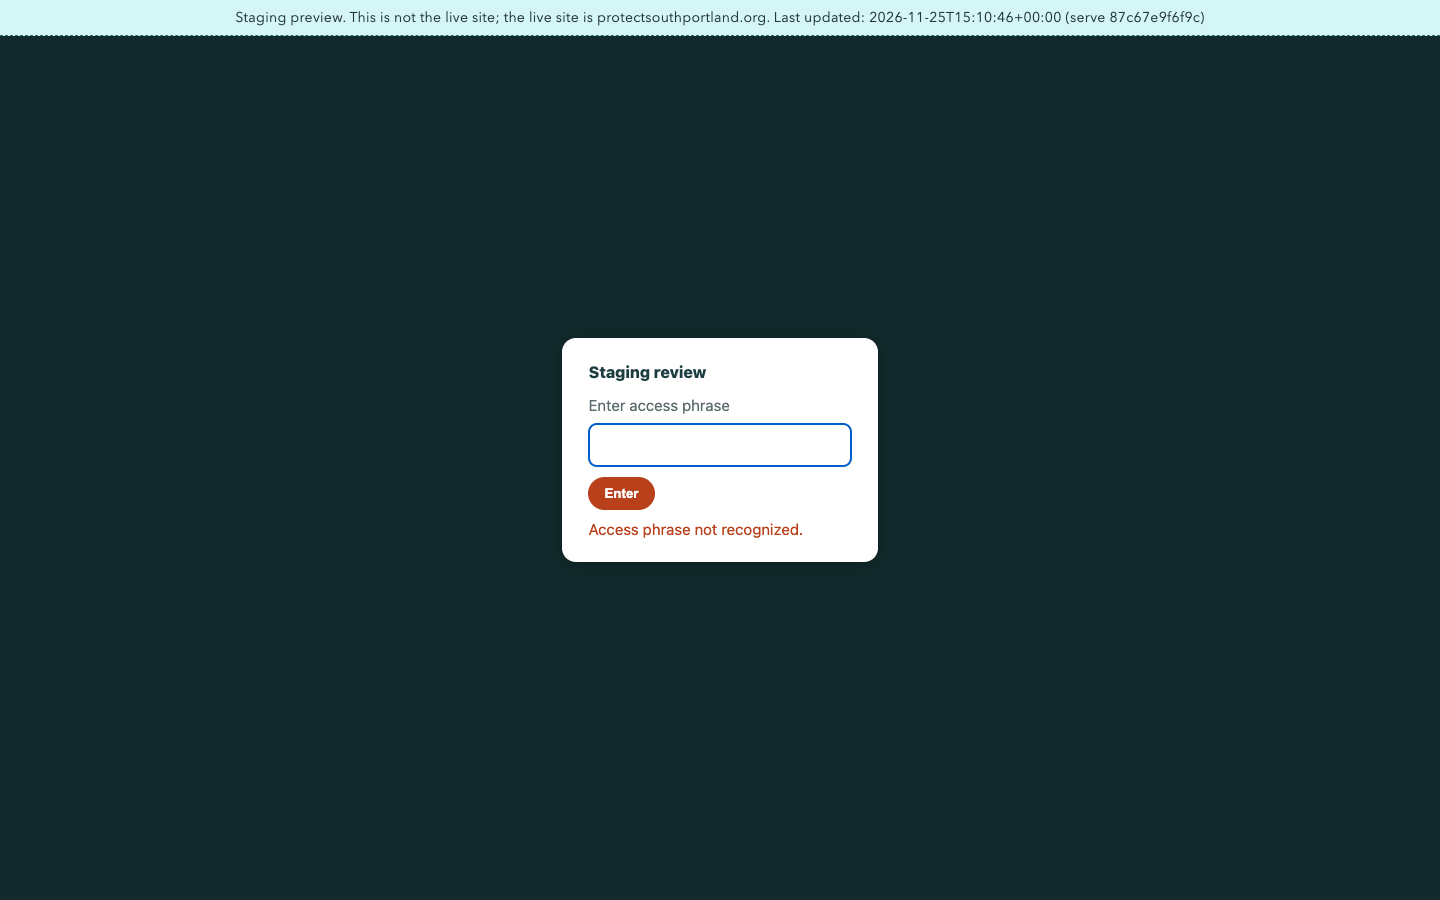 Staging preview. This is not the live site; the live site is protectsouthportland.org. Last updated: 2026-11-25T15:10:46+00:00 (serve 87c67e9f6f9c)
Staging review
Enter access phrase
Enter
Access phrase not recognized.